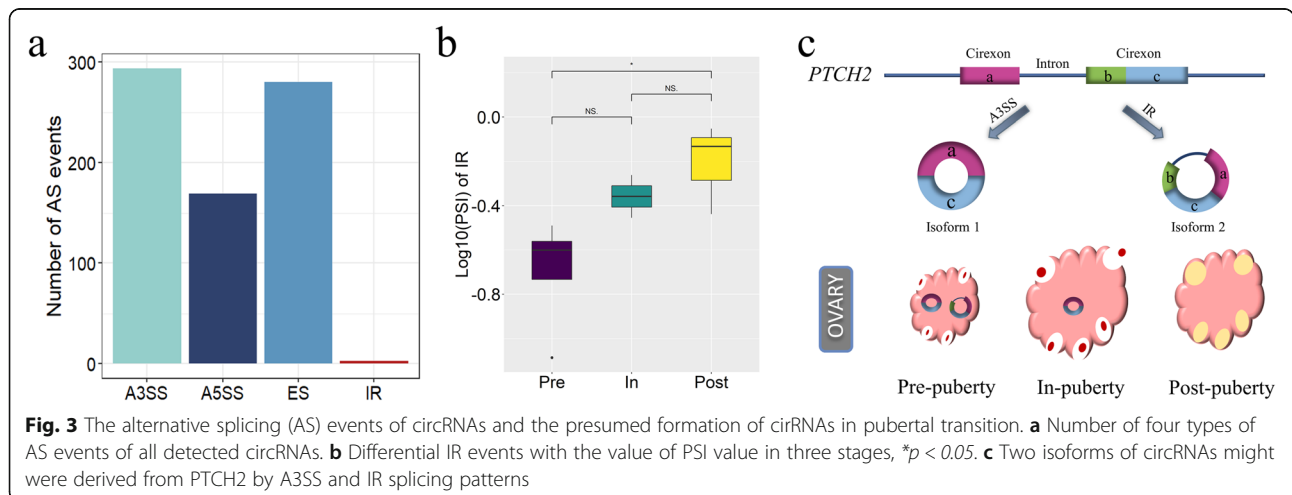 a
Number of AS events
300
200
100
0
A3SS A5SS ES IR
b
Log10(PSI) of IR
*
NS.
NS.
0.0
-0.4
-0.8
Pre In Post
c
Cirexon Cirexon
Intron
PTCH2
a b c
A3SS IR
a
c
b a
c
Isoform 1 Isoform 2
OVARY
Pre-puberty In-puberty Post-puberty
Fig. 3 The alternative splicing (AS) events of circRNAs and the presumed formation of cirRNAs in pubertal transition. a Number of four types of
AS events of all detected circRNAs. b Differential IR events with the value of PSI value in three stages, *p < 0.05. c Two isoforms of circRNAs might
were derived from PTCH2 by A3SS and IR splicing patterns